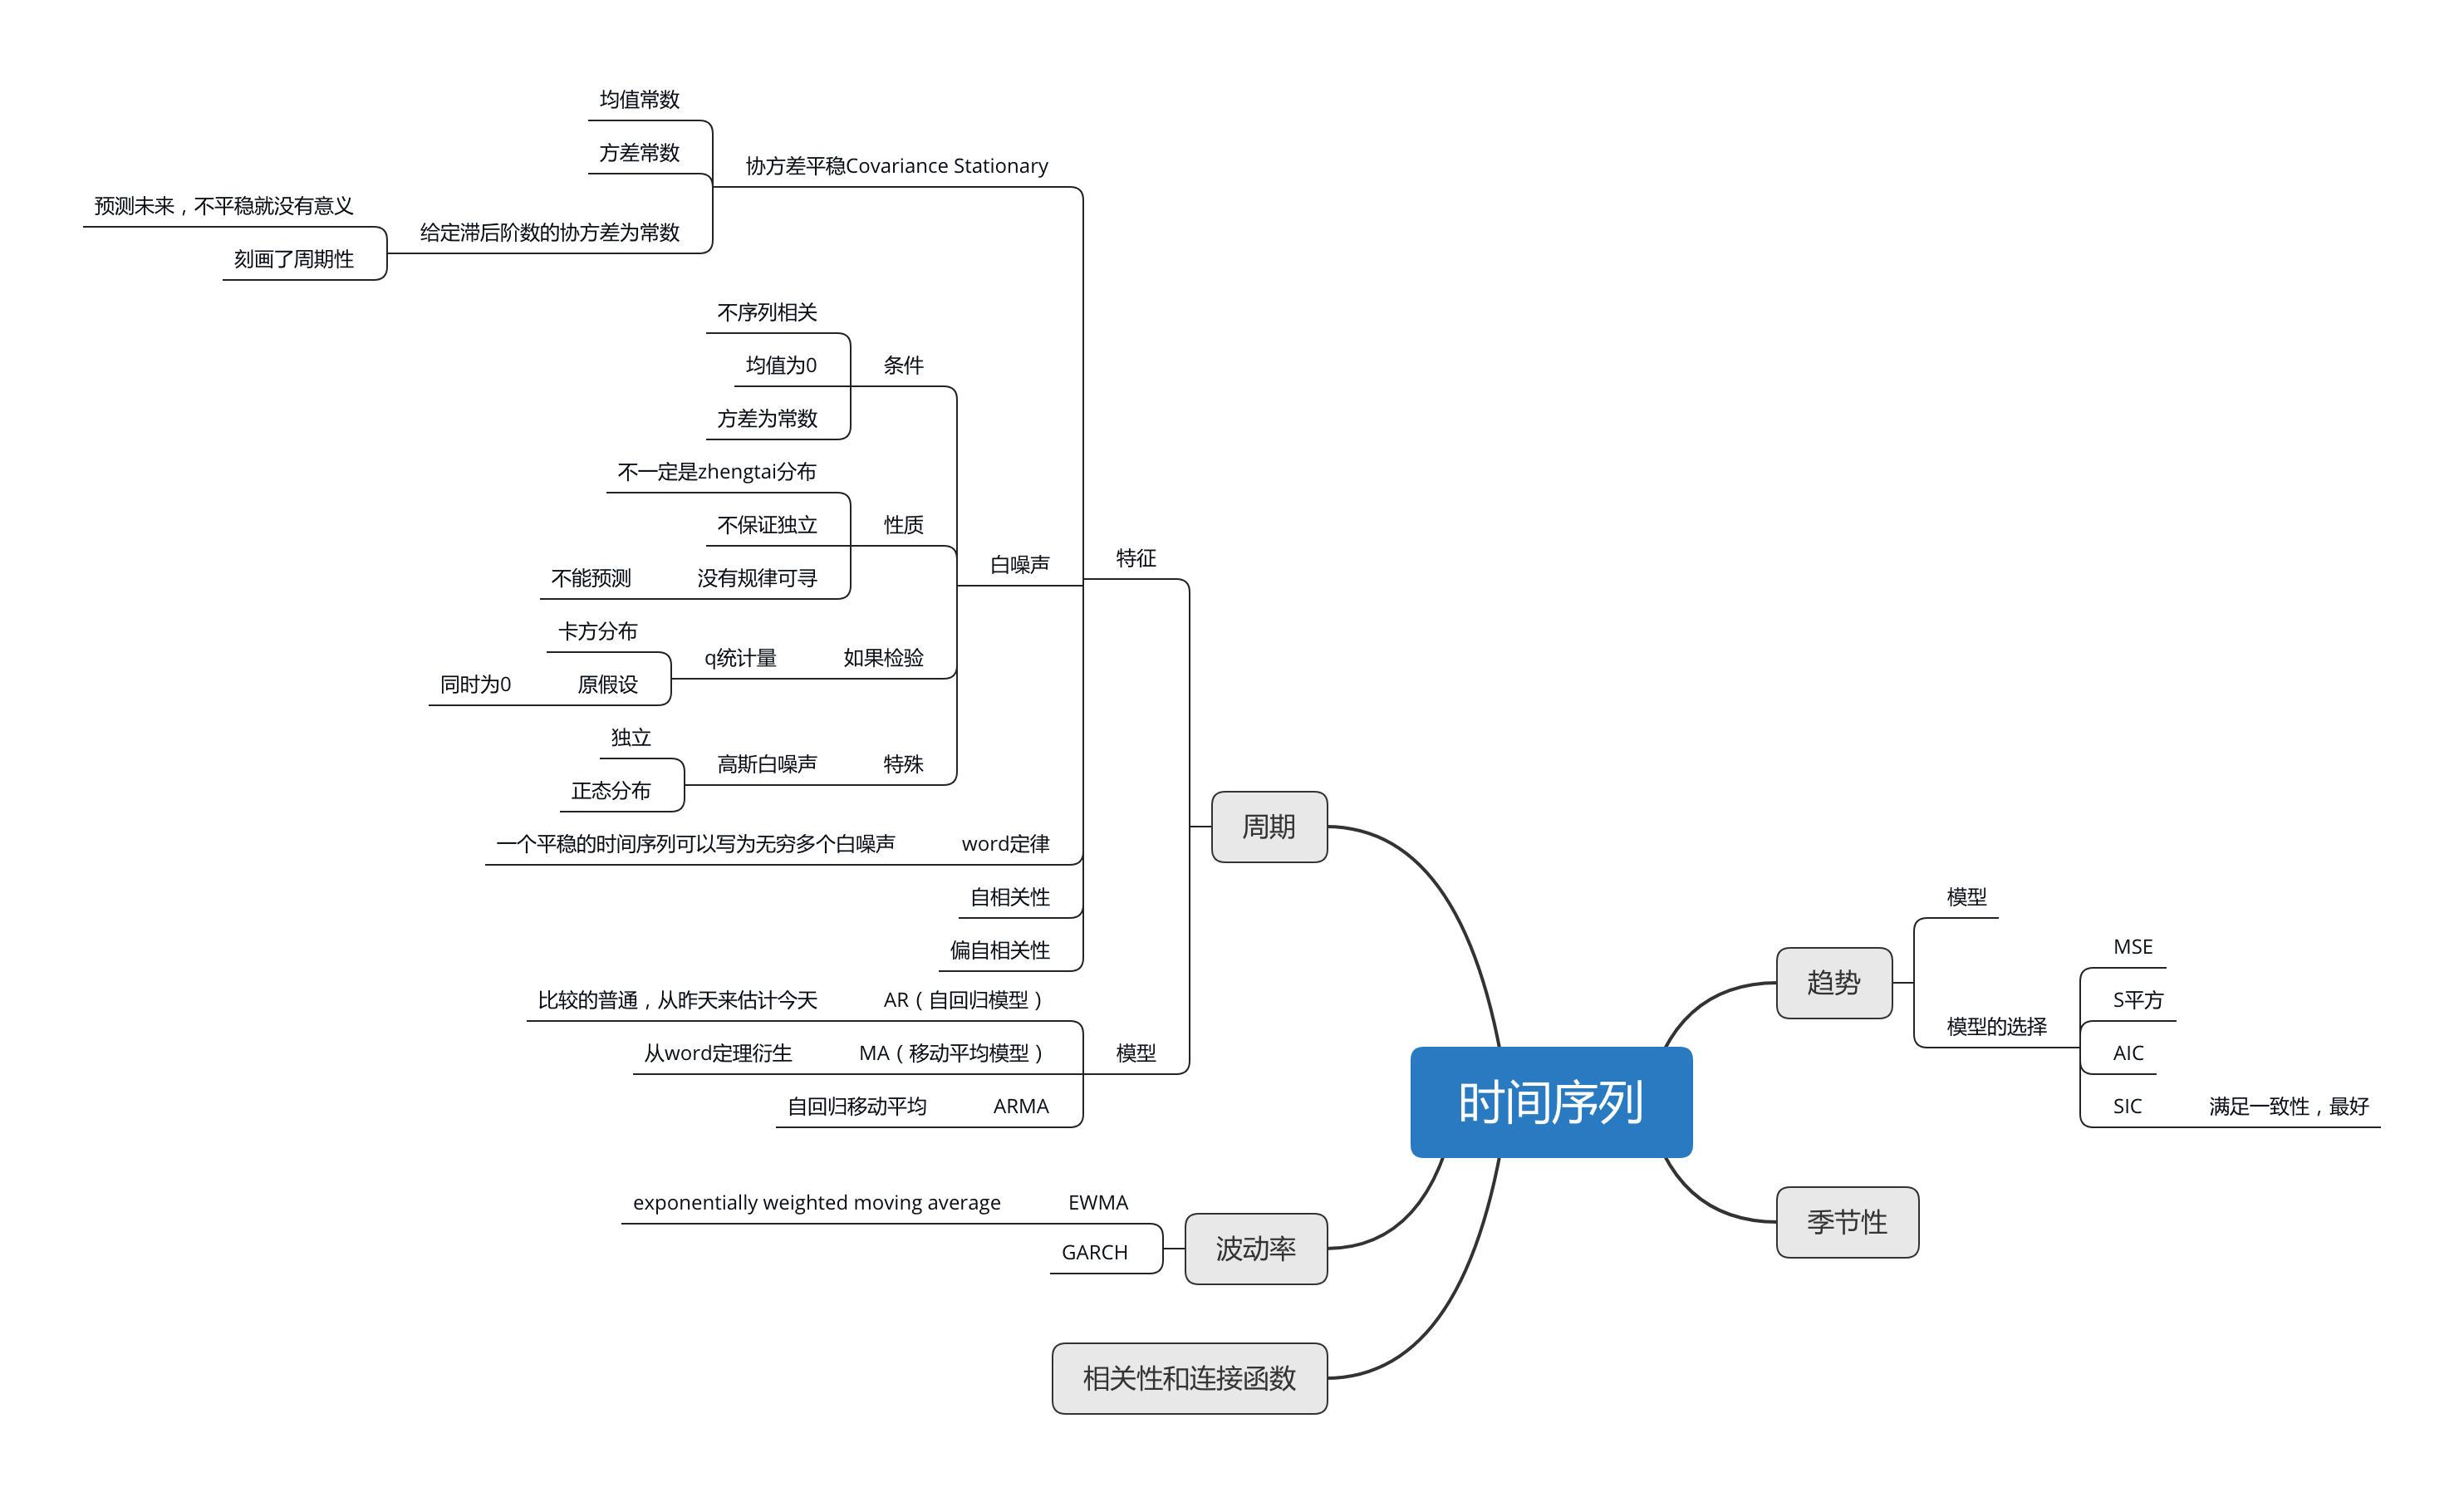 时间序列
趋势
模型
模型的选择
MSE
S平方
AIC
SIC
满足一致性，最好
季节性
周期
特征
协方差平稳Covariance Stationary
均值常数
方差常数
给定滞后阶数的协方差为常数
预测未来，不平稳就没有意义
刻画了周期性
白噪声
条件
不序列相关
均值为0
方差为常数
性质
不一定是zhengtai分布
不保证独立
没有规律可寻
不能预测
如果检验
q统计量
卡方分布
原假设
同时为0
特殊
高斯白噪声
独立
正态分布
word定律
一个平稳的时间序列可以写为无穷多个白噪声
自相关性
偏自相关性
模型
AR（自回归模型）
比较的普通，从昨天来估计今天
MA（移动平均模型）
从word定理衍生
ARMA
自回归移动平均
波动率
EWMA
exponentially weighted moving average
GARCH
相关性和连接函数